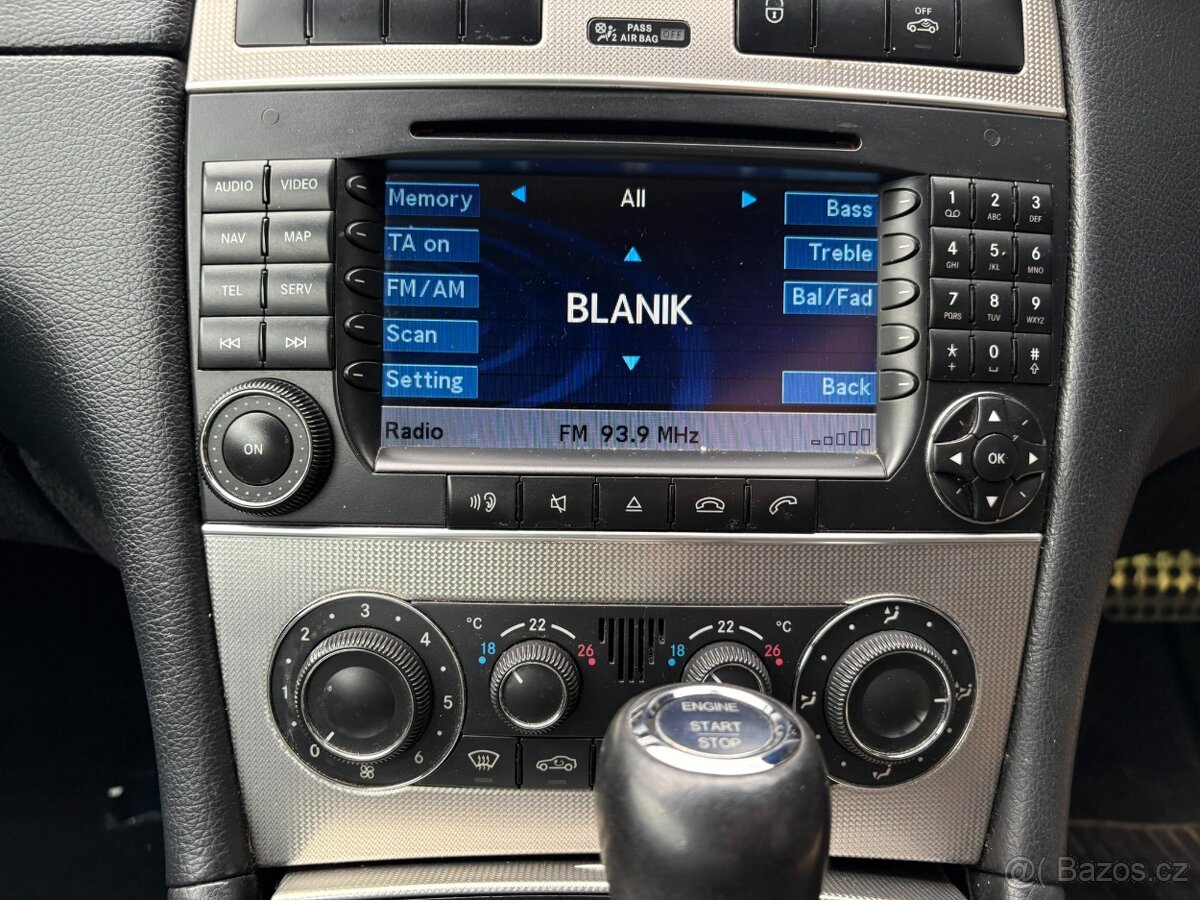 PASS
AIR BAG OFF
2
OFF
AUDIO VIDEO
NAV MAP
TEL SERV
ON
Memory
TA on
FM/AM
Scan
Setting
All
BLANIK
Bass
Treble
Bal/Fad
Back
Radio FM 93.9 MHz
1 2 3
ABC DEF
4 5 6
GHI JKL MNO
7 8 9
PQRS TUV WXYZ
* 0 #
+
OK
0 1 2 3 4 5 6
°C 18 22 26
18 22 26 °C
ENGINE
START
STOP
@( Bazos.cz